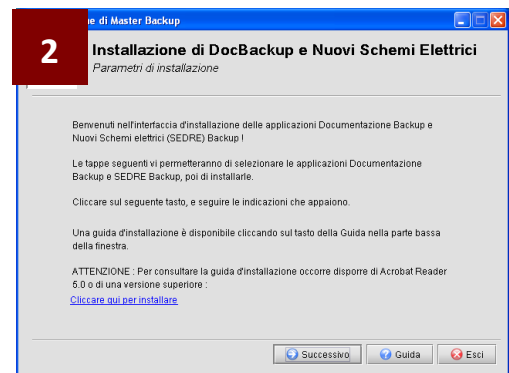 ne di Master Backup
2
Installazione di DocBackup e Nuovi Schemi Elettrici
Parametri di installazione
Benvenuti nell'interfaccia d'installazione delle applicazioni Documentazione Backup e
Nuovi Schemi elettrici (SEDRE) Backup !
Le tappe seguenti vi permetteranno di selezionare le applicazioni Documentazione
Backup e SEDRE Backup, poi di installarle.
Cliccare sul seguente tasto, e seguire le indicazioni che appaiono.
Una guida d'installazione è disponibile cliccando sul tasto della Guida nella parte bassa
della finestra.
ATTENZIONE : Per consultare la guida d'installazione occorre disporre di Acrobat Reader
5.0 o di una versione superiore :
Cliccare qui per installare
Successivo
Guida
Esci